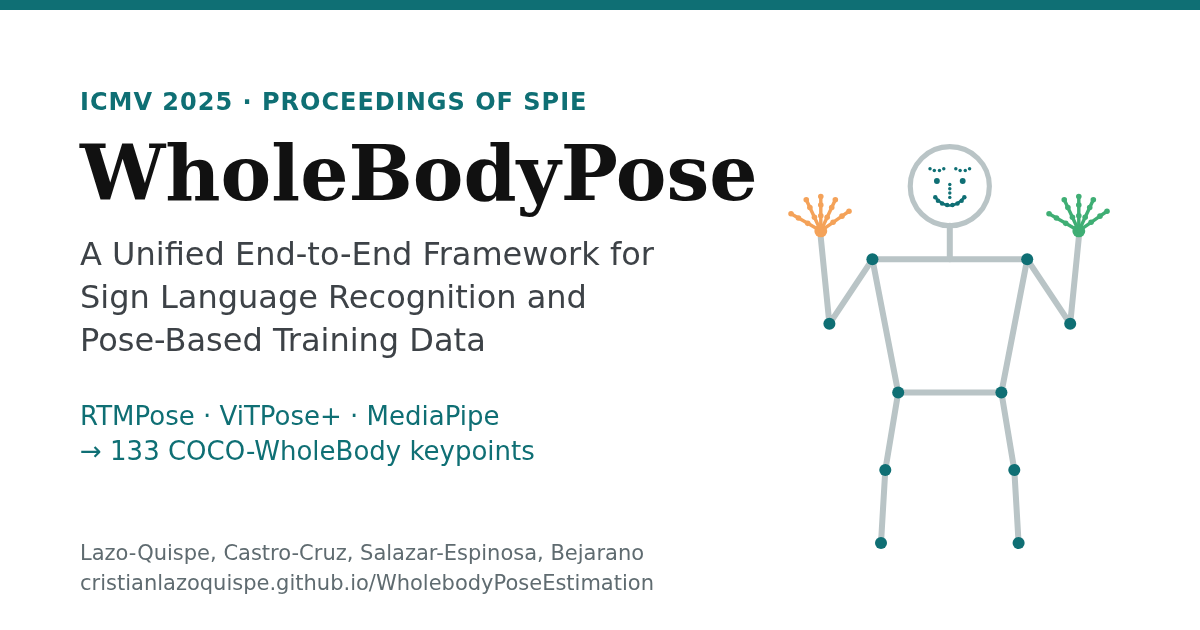 ICMV 2025 · PROCEEDINGS OF SPIE
WholeBodyPose
A Unified End-to-End Framework for
Sign Language Recognition and
Pose-Based Training Data
RTMPose · ViTPose+ · MediaPipe
→ 133 COCO-WholeBody keypoints
Lazo-Quispe, Castro-Cruz, Salazar-Espinosa, Bejarano
cristianlazoquispe.github.io/WholebodyPoseEstimation